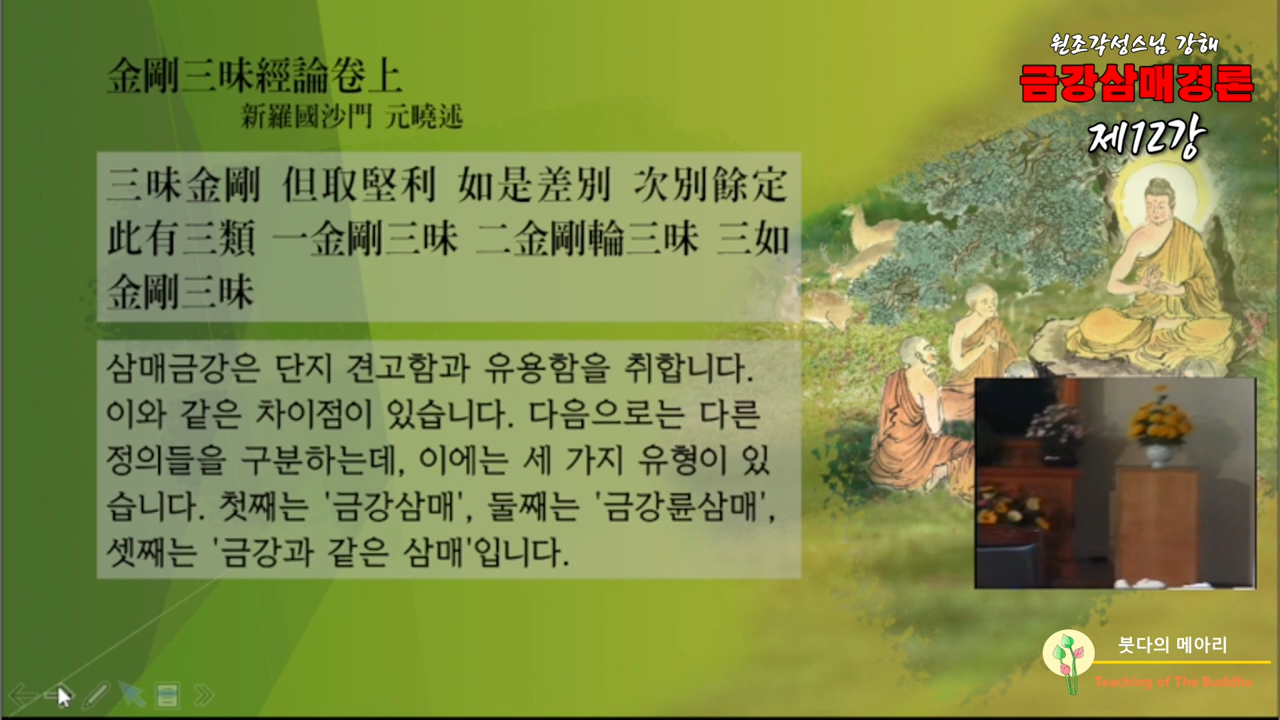 金剛三昧經論卷上
新羅國沙門 元曉述
三昧金剛 但取堅利 如是差別 次別餘定
此有三類 一金剛三昧 二金剛輪三昧 三如
金剛三昧
삼매금강은 단지 견고함과 유용함을 취합니다.
이와 같은 차이점이 있습니다. 다음으로는 다른
정의들을 구분하는데, 이에는 세 가지 유형이 있
습니다. 첫째는 '금강삼매', 둘째는 '금강륜삼매',
셋째는 '금강과 같은 삼매'입니다.
원조각성스님 강해
금강삼매경론
제12강
붓다의 메아리
Teaching of The Buddha